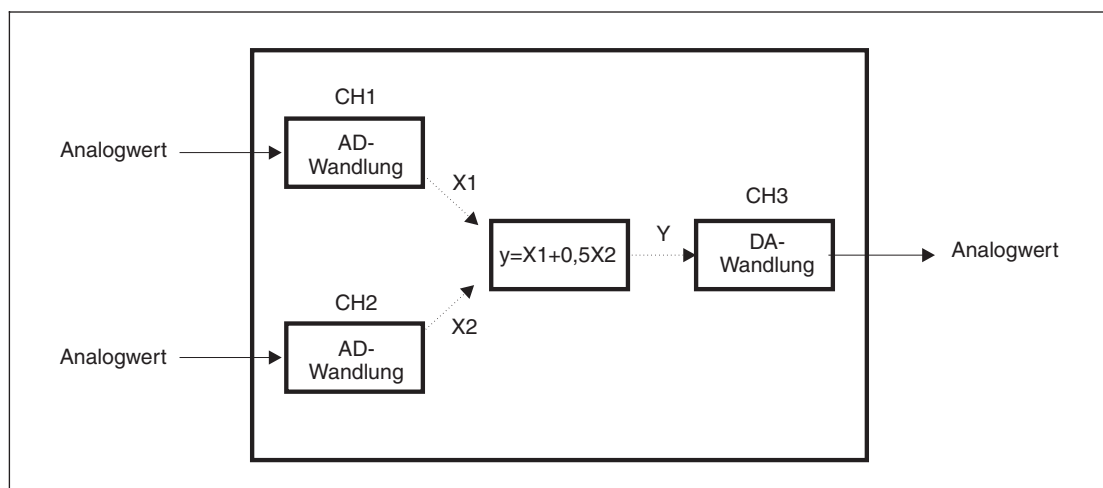 CH1
Analogwert
AD-
Wandlung
X1
CH3
Y
y=X1+0,5X2
DA-
Wandlung
Analogwert
CH2
X2
Analogwert
AD-
Wandlung